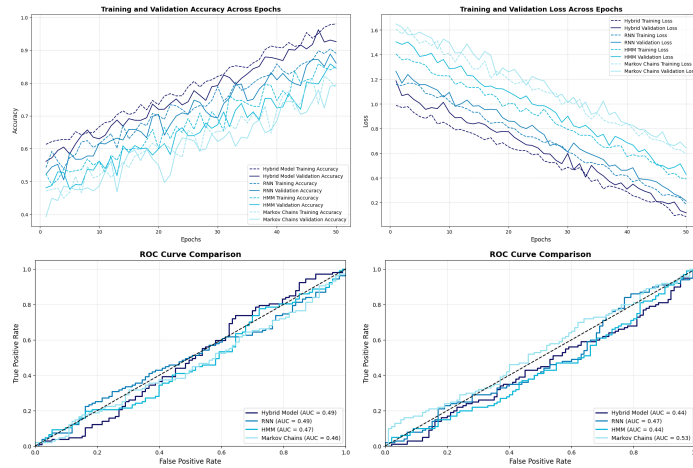 Training and Validation Accuracy Across Epochs
1.0
0.9
0.8
0.7
0.6
0.5
0.4
Accuracy
0
10
20
30
40
50
Epochs
Hybrid Model Training Accuracy
Hybrid Model Validation Accuracy
RNN Training Accuracy
RNN Validation Accuracy
HMM Training Accuracy
HMM Validation Accuracy
Markov Chains Training Accuracy
Markov Chains Validation Accuracy
Training and Validation Loss Across Epochs
1.6
1.4
1.2
1.0
0.8
0.6
0.4
0.2
Loss
0
10
20
30
40
50
Epochs
Hybrid Training Loss
Hybrid Validation Loss
RNN Training Loss
RNN Validation Loss
HMM Training Loss
HMM Validation Loss
Markov Chains Training Loss
Markov Chains Validation Los
ROC Curve Comparison
1.0
0.8
0.6
0.4
0.2
0.0
True Positive Rate
0.0
0.2
0.4
0.6
0.8
1.0
False Positive Rate
Hybrid Model (AUC = 0.49)
RNN (AUC = 0.49)
HMM (AUC = 0.47)
Markov Chains (AUC = 0.46)
ROC Curve Comparison
1.0
0.8
0.6
0.4
0.2
0.0
True Positive Rate
0.0
0.2
0.4
0.6
0.8
False Positive Rate
Hybrid Model (AUC = 0.44)
RNN (AUC = 0.47)
HMM (AUC = 0.44)
Markov Chains (AUC = 0.53)